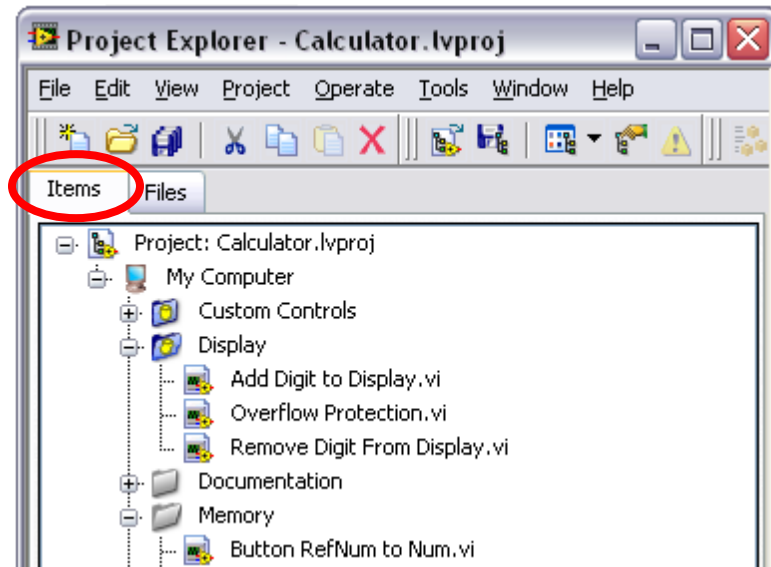 Project Explorer - Calculator.lvproj
File Edit View Project Operate Tools Window Help
Items Files
Project: Calculator.lvproj
My Computer
Custom Controls
Display
Add Digit to Display.vi
Overflow Protection.vi
Remove Digit From Display.vi
Documentation
Memory
Button RefNum to Num.vi